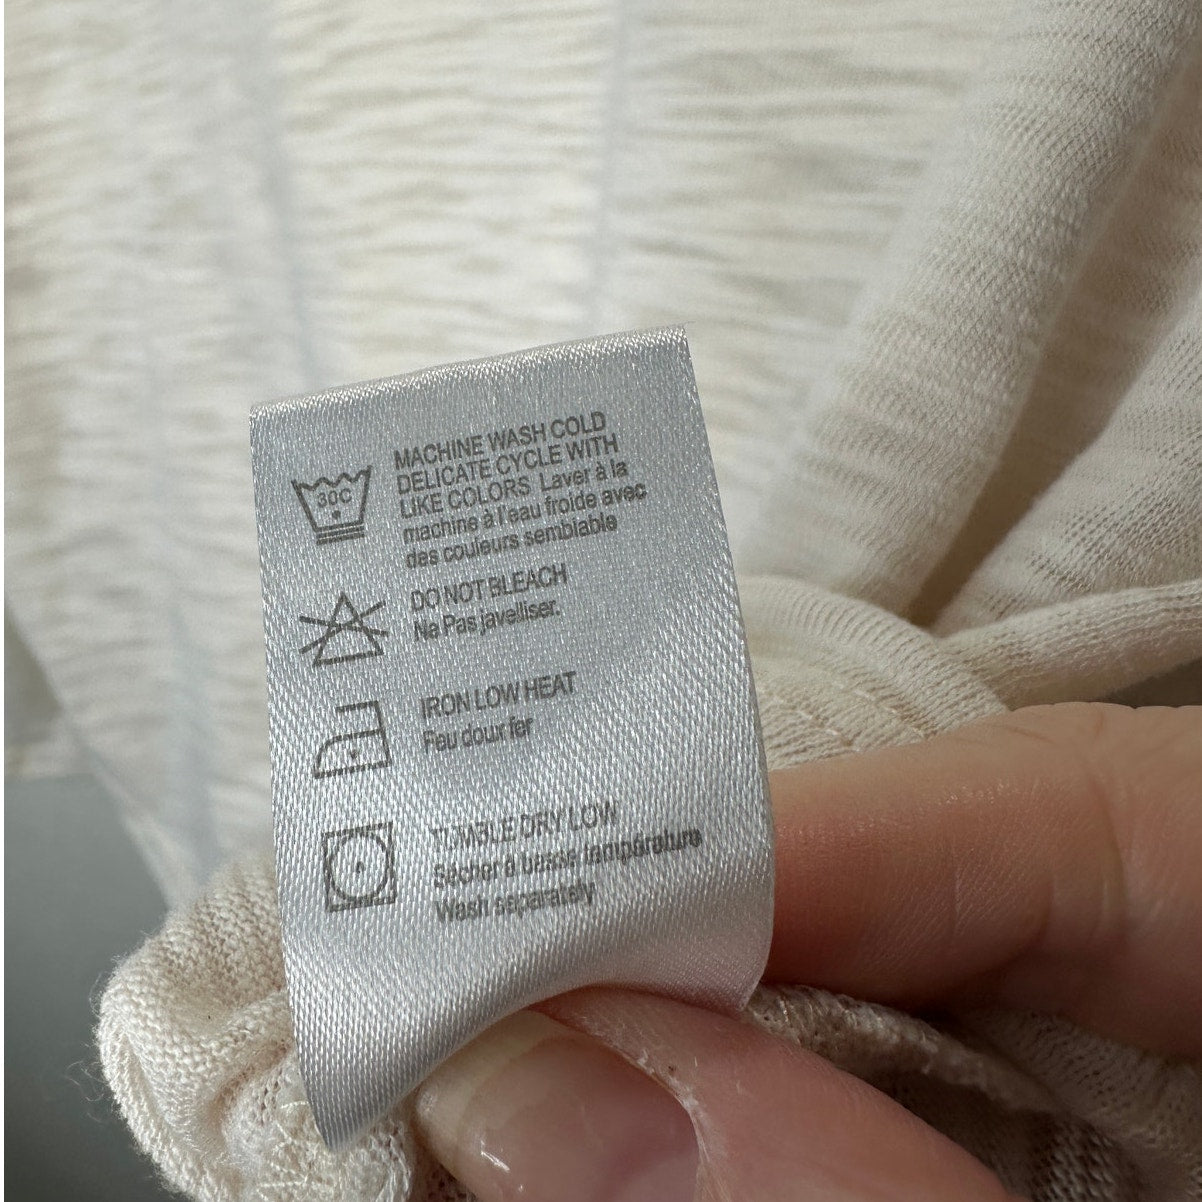 30C
MACHINE WASH COLD
DELICATE CYCLE WITH
LIKE COLORS Laver à la
machine à l'eau froide avec
des couleurs semblable
DO NOT BLEACH
Ne Pas javelliser.
IRON LOW HEAT
Feu doux fer
TUMBLE DRY LOW
Sécher à basse température
Wash separately